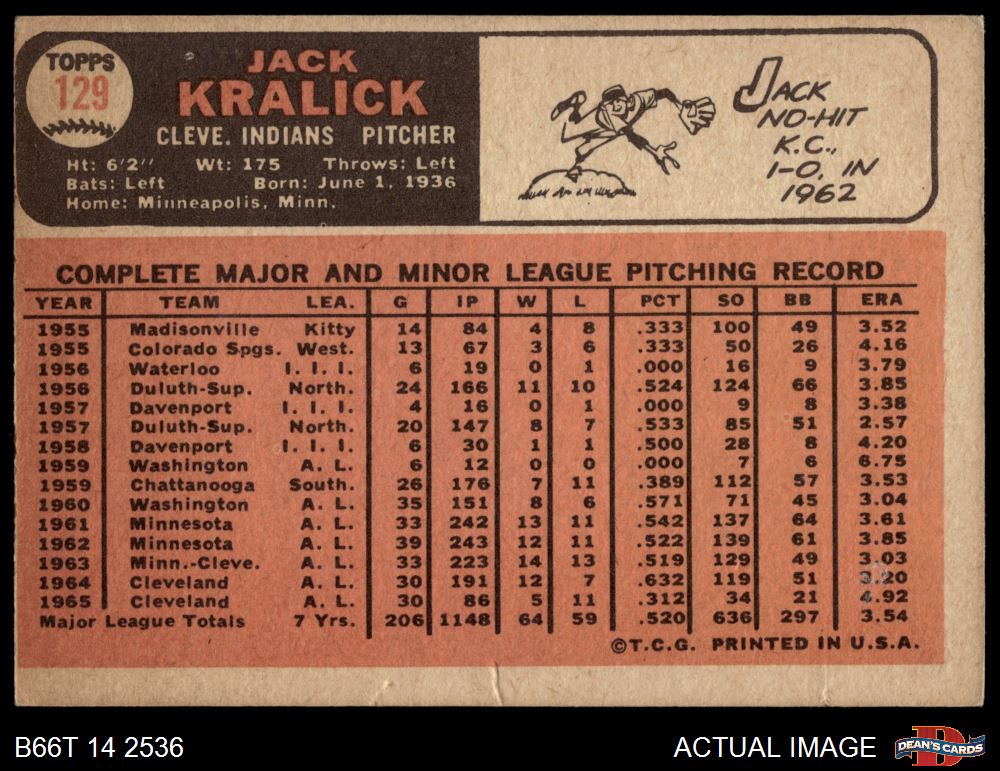 TOPPS
129
JACK
KRALICK
CLEVE. INDIANS PITCHER
Ht: 6'2" Wt: 175 Throws: Left
Bats: Left Born: June 1, 1936
Home: Minneapolis, Minn.
JACK
NO-HIT
K.C.,
1-0, IN
1962
COMPLETE MAJOR AND MINOR LEAGUE PITCHING RECORD
YEAR TEAM LEA. G IP W L PCT SO BB ERA
1955 Madisonville Kitty 14 84 4 8 .333 100 49 3.52
1955 Colorado Spgs. West. 13 67 3 6 .333 50 26 4.16
1956 Waterloo I. I. I. 6 19 0 1 .000 16 9 3.79
1956 Duluth-Sup. North. 24 166 11 10 .524 124 66 3.85
1957 Davenport I. I. I. 4 16 0 1 .000 9 8 3.38
1957 Duluth-Sup. North. 20 147 8 7 .533 85 51 2.57
1958 Davenport I. I. I. 6 30 1 1 .500 28 8 4.20
1959 Washington A. L. 6 12 0 0 .000 7 6 6.75
1959 Chattanooga South. 26 176 7 11 .389 112 57 3.53
1960 Washington A. L. 35 151 8 6 .571 71 45 3.04
1961 Minnesota A. L. 33 242 13 11 .542 137 64 3.61
1962 Minnesota A. L. 39 243 12 11 .522 139 61 3.85
1963 Minn.-Cleve. A. L. 33 223 14 13 .519 129 49 3.03
1964 Cleveland A. L. 30 191 12 7 .632 119 51 3.20
1965 Cleveland A. L. 30 86 5 11 .312 34 21 4.92
Major League Totals 7 Yrs. 206 1148 64 59 .520 636 297 3.54
©T.C.G. PRINTED IN U.S.A.
B66T 14 2536
ACTUAL IMAGE
D
DEAN'S CARDS